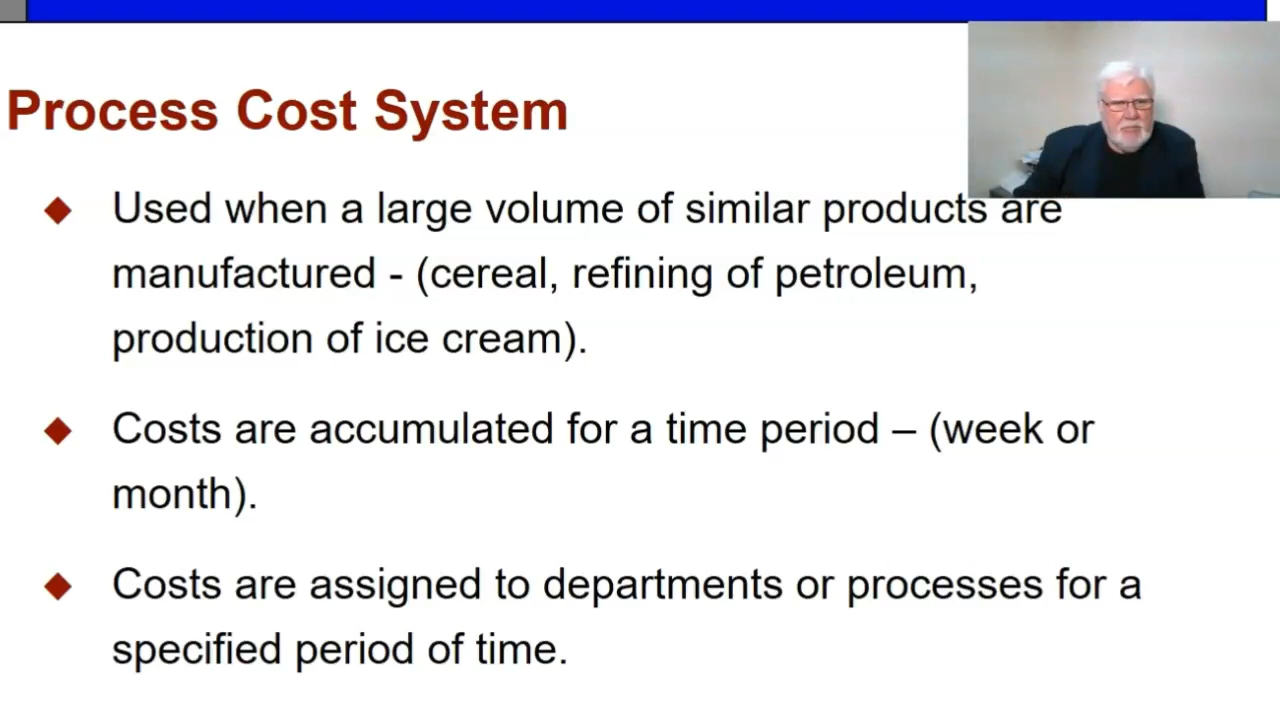 Process Cost System
Used when a large volume of similar products are
manufactured - (cereal, refining of petroleum,
production of ice cream).
Costs are accumulated for a time period – (week or
month).
Costs are assigned to departments or processes for a
specified period of time.